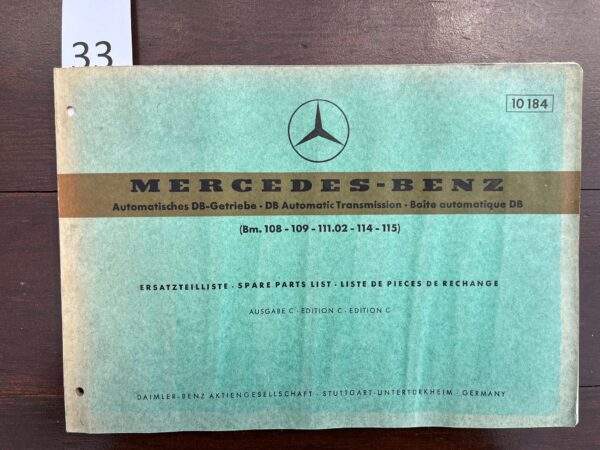 33
10 184
MERCEDES-BENZ
Automatisches DB-Getriebe · DB Automatic Transmission · Boite automatique DB
(Bm. 108 - 109 - 111.02 - 114 - 115)
ERSATZTEILLISTE · SPARE PARTS LIST · LISTE DE PIECES DE RECHANGE
AUSGABE C · EDITION C · EDITION C
DAIMLER-BENZ AKTIENGESELLSCHAFT · STUTTGART-UNTERTÜRKHEIM · GERMANY